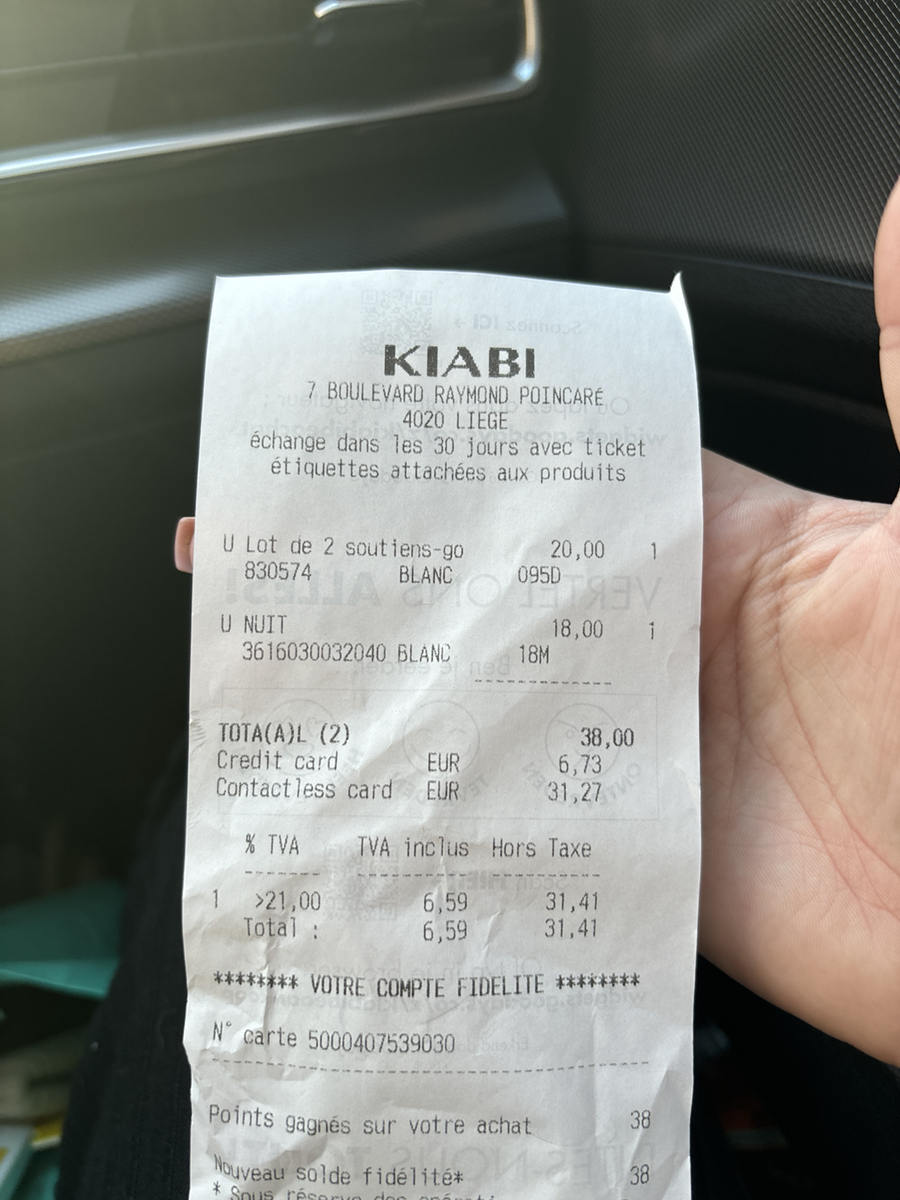 KIABI
7 BOULEVARD RAYMOND POINCARÉ
4020 LIEGE
échange dans les 30 jours avec ticket
étiquettes attachées aux produits
U Lot de 2 soutiens-go 20,00 1
830574 BLANC 095D
U NUIT 18,00 1
3616030032040 BLANC 18M
TOTA(A)L (2) 38,00
Credit card EUR 6,73
Contactless card EUR 31,27
% TVA TVA inclus Hors Taxe
1 >21,00 6,59 31,41
Total : 6,59 31,41
******** VOTRE COMPTE FIDELITE ********
N° carte 5000407539030
Points gagnés sur votre achat 38
Nouveau solde fidélité* 38
* Sous réserve des